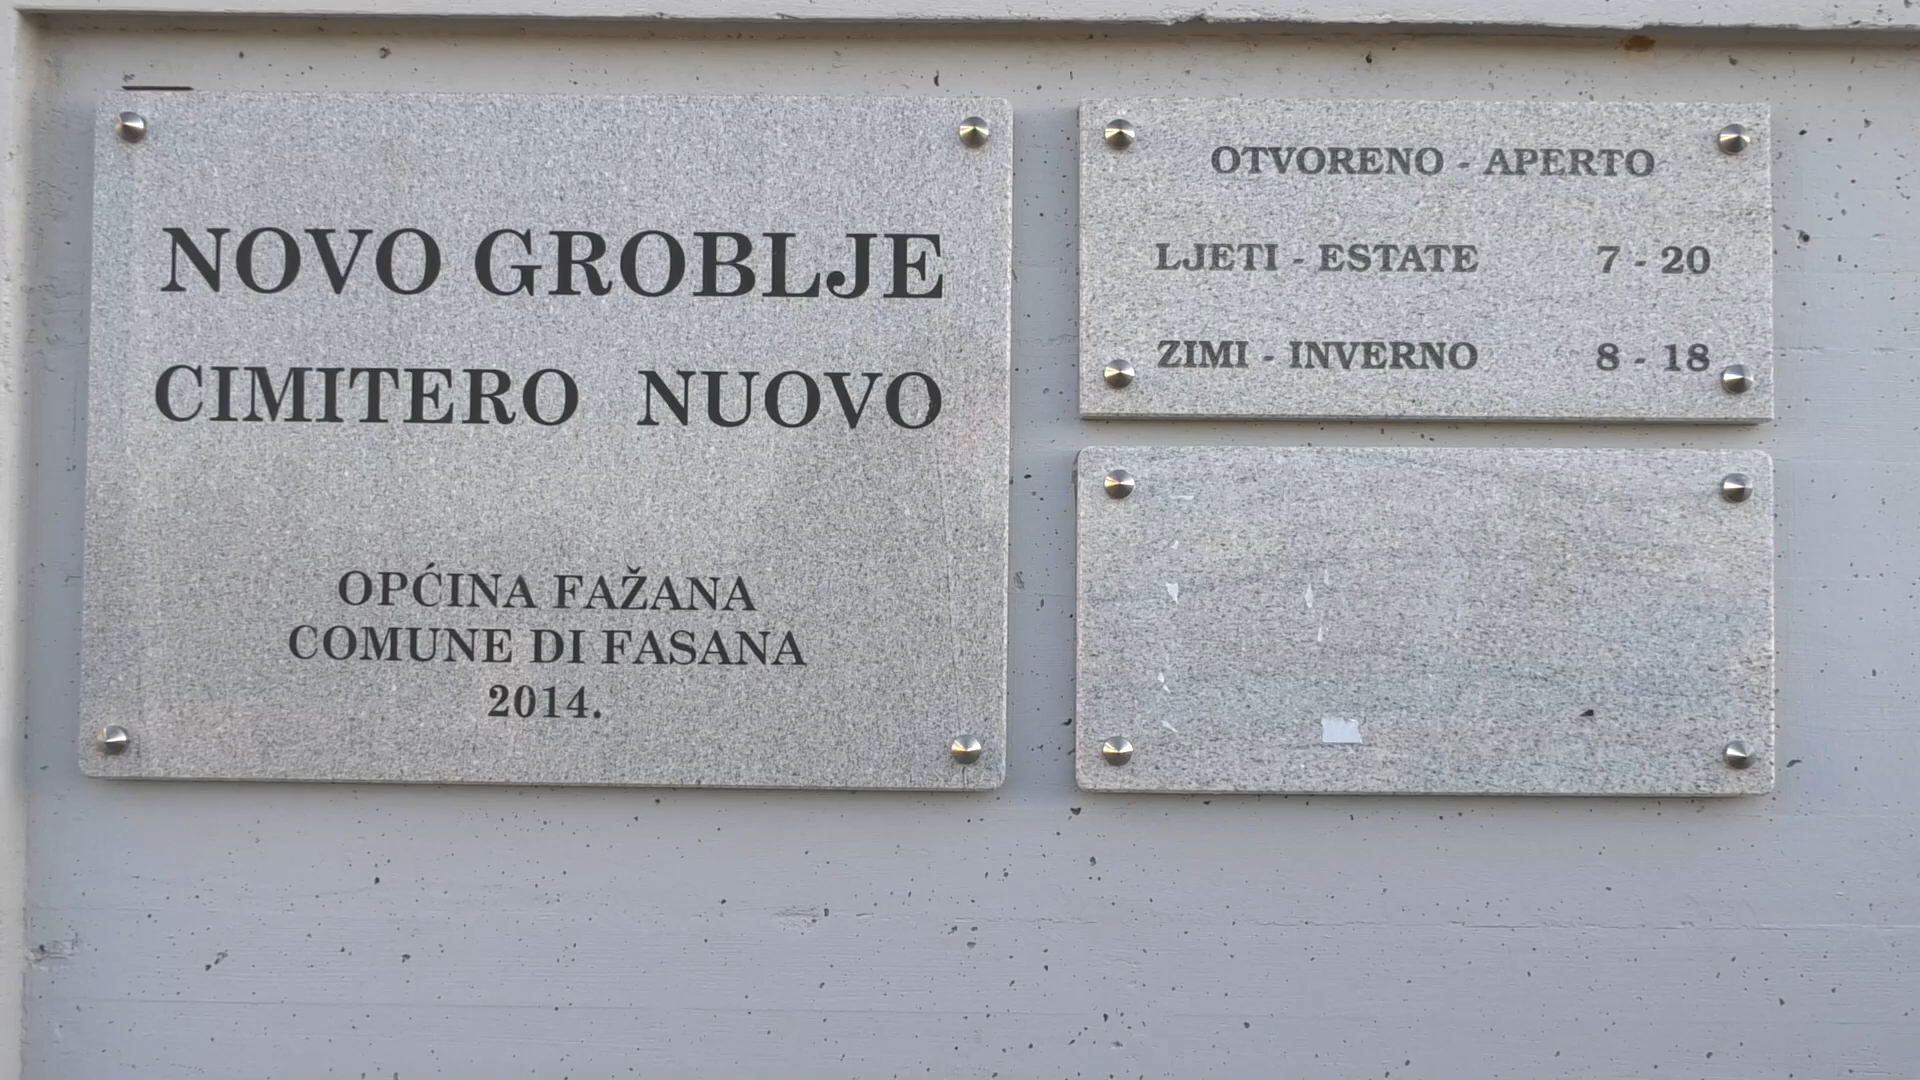 NOVO GROBLJE
CIMITERO NUOVO
OPĆINA FAŽANA
COMUNE DI FASANA
2014.
OTVORENO - APERTO
LJETI - ESTATE 7 - 20
ZIMI - INVERNO 8 - 18